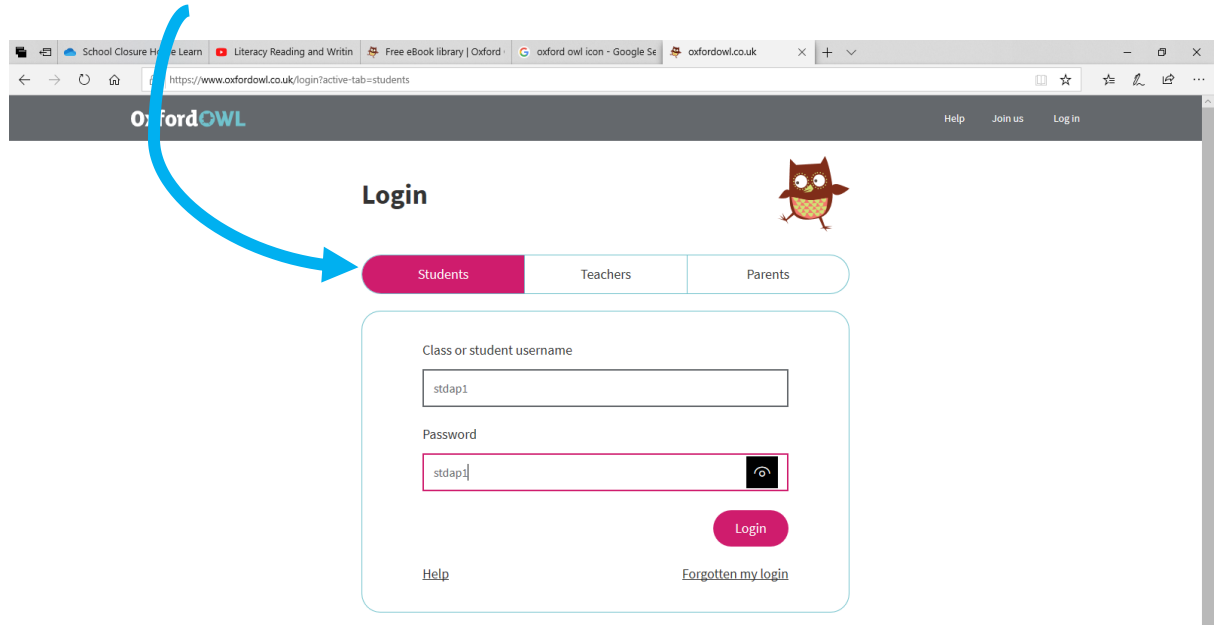 School Closure Home Learn Literacy Reading and Writin Free eBook library | Oxford oxford owl icon - Google Se oxfordowl.co.uk
https://www.oxfordowl.co.uk/login?active-tab=students
OxfordOWL Help Join us Log in
Login
Students Teachers Parents
Class or student username
stdap1
Password
stdap1
Login
Help Forgotten my login